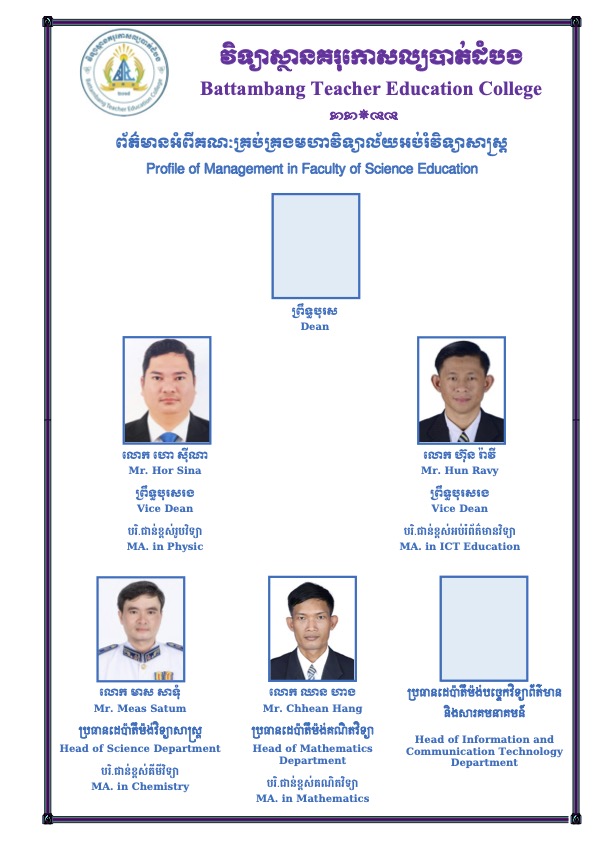 វិទ្យាស្ថានគរុកោសល្យបាត់ដំបង
Battambang Teacher Education College
ព័ត៌មានអំពីគណៈគ្រប់គ្រងមហាវិទ្យាល័យអប់រំវិទ្យាសាស្ត្រ
Profile of Management in Faculty of Science Education
ព្រឹទ្ធបុរស
Dean
លោក ហោ ស៊ីណា
Mr. Hor Sina
ព្រឹទ្ធបុរសរង
Vice Dean
បរិ.ជាន់ខ្ពស់រូបវិទ្យា
MA. in Physic
លោក ហ៊ុន រ៉ាវី
Mr. Hun Ravy
ព្រឹទ្ធបុរសរង
Vice Dean
បរិ.ជាន់ខ្ពស់អប់រំព័ត៌មានវិទ្យា
MA. in ICT Education
លោក មាស សាទុំ
Mr. Meas Satum
ប្រធានដេប៉ាតឺម៉ង់វិទ្យាសាស្ត្រ
Head of Science Department
បរិ.ជាន់ខ្ពស់គីមីវិទ្យា
MA. in Chemistry
លោក ឈាន ហាង
Mr. Chhean Hang
ប្រធានដេប៉ាតឺម៉ង់គណិតវិទ្យា
Head of Mathematics
Department
បរិ.ជាន់ខ្ពស់គណិតវិទ្យា
MA. in Mathematics
ប្រធានដេប៉ាតឺម៉ង់បច្ចេកវិទ្យាព័ត៌មាន
និងសារគមនាគមន៍
Head of Information and
Communication Technology
Department